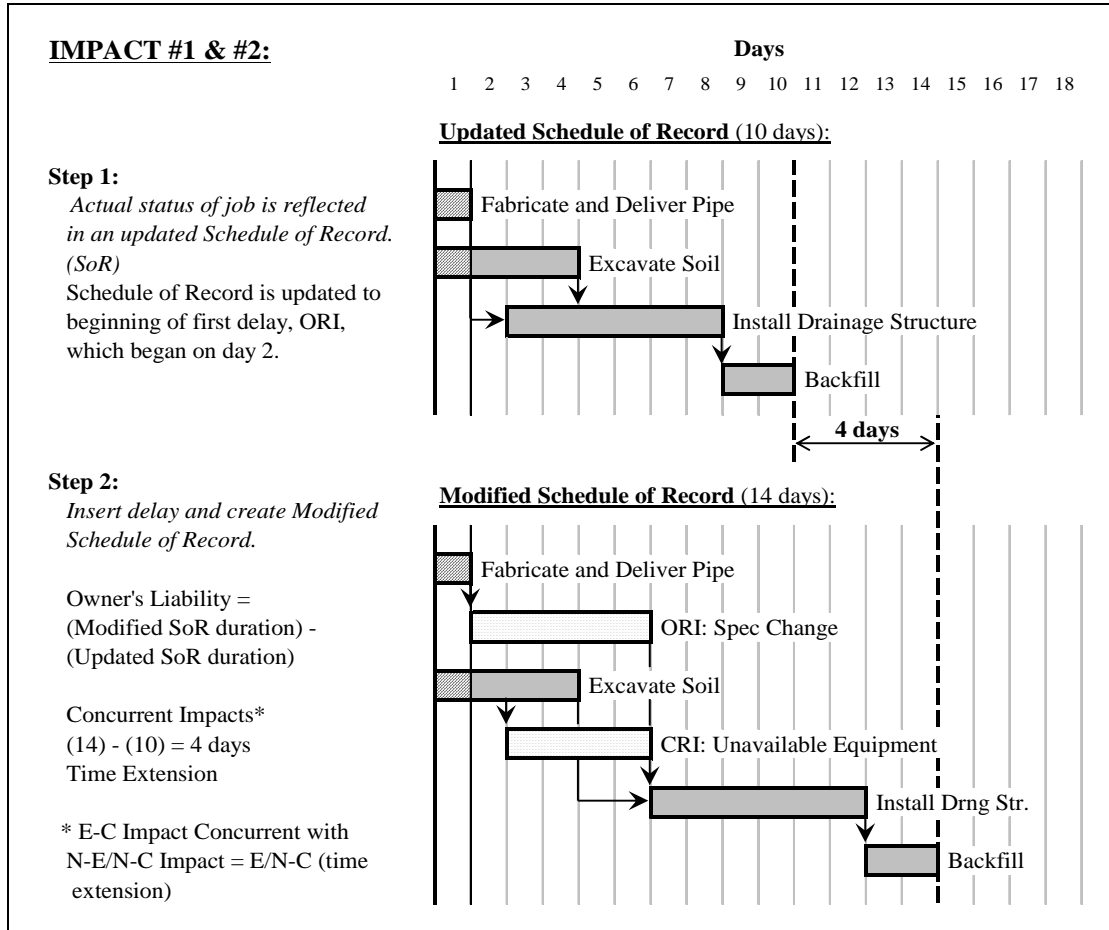 IMPACT #1 & #2:
Days
1 2 3 4 5 6 7 8 9 10 11 12 13 14 15 16 17 18
Updated Schedule of Record (10 days):
Step 1:
Actual status of job is reflected
in an updated Schedule of Record.
(SoR)
Schedule of Record is updated to
beginning of first delay, ORI,
which began on day 2.
Fabricate and Deliver Pipe
Excavate Soil
Install Drainage Structure
Backfill
4 days
Step 2:
Insert delay and create Modified
Schedule of Record.
Owner's Liability =
(Modified SoR duration) -
(Updated SoR duration)
Concurrent Impacts*
(14) - (10) = 4 days
Time Extension
* E-C Impact Concurrent with
N-E/N-C Impact = E/N-C (time
extension)
Modified Schedule of Record (14 days):
Fabricate and Deliver Pipe
ORI: Spec Change
Excavate Soil
CRI: Unavailable Equipment
Install Drng Str.
Backfill